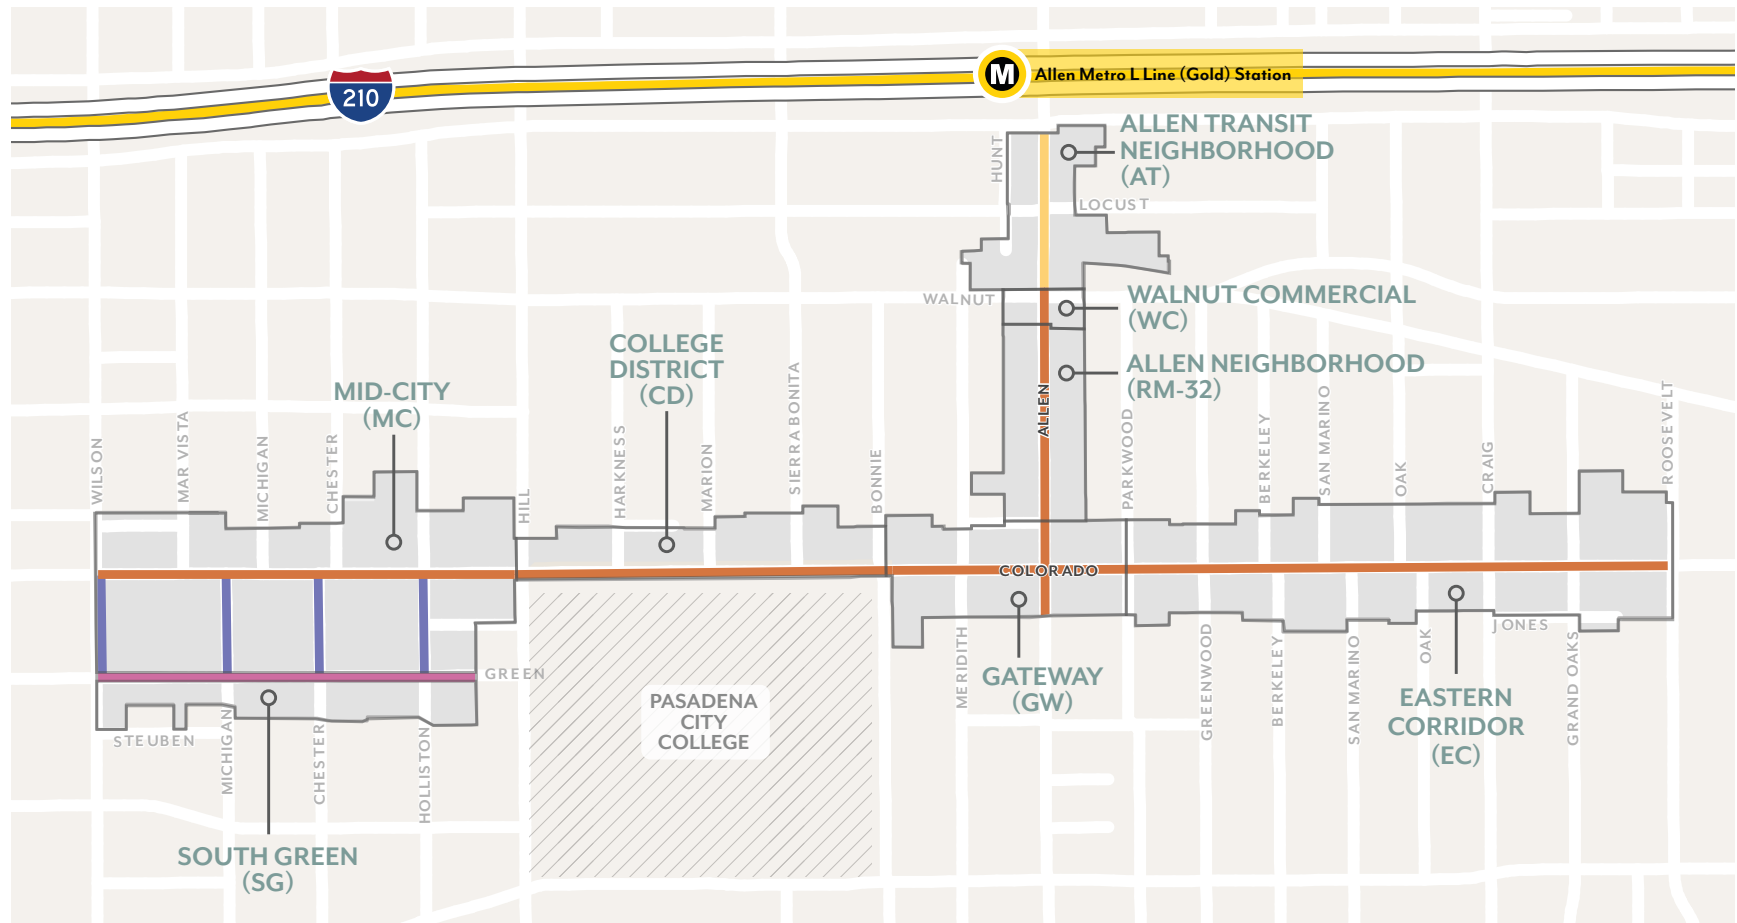 M
Allen Metro L Line (Gold) Station
210
ALLEN TRANSIT
NEIGHBORHOOD
(AT)
HUNT
LOCUST
WALNUT
WALNUT COMMERCIAL
(WC)
ALLEN NEIGHBORHOOD
(RM-32)
COLLEGE
DISTRICT
(CD)
MID-CITY
(MC)
WILSON
MAR VISTA
MICHIGAN
CHESTER
HILL
HARKNESS
MARION
SIERRA BONITA
BONNIE
ALLEN
PARKWOOD
BERKELEY
SAN MARINO
OAK
CRAIG
ROOSEVELT
COLORADO
GREEN
STEUBEN
MICHIGAN
CHESTER
HOLLISTON
PASADENA
CITY
COLLEGE
MERIDITH
GATEWAY
(GW)
GREENWOOD
BERKELEY
SAN MARINO
OAK
JONES
GRAND OAKS
EASTERN
CORRIDOR
(EC)
SOUTH GREEN
(SG)